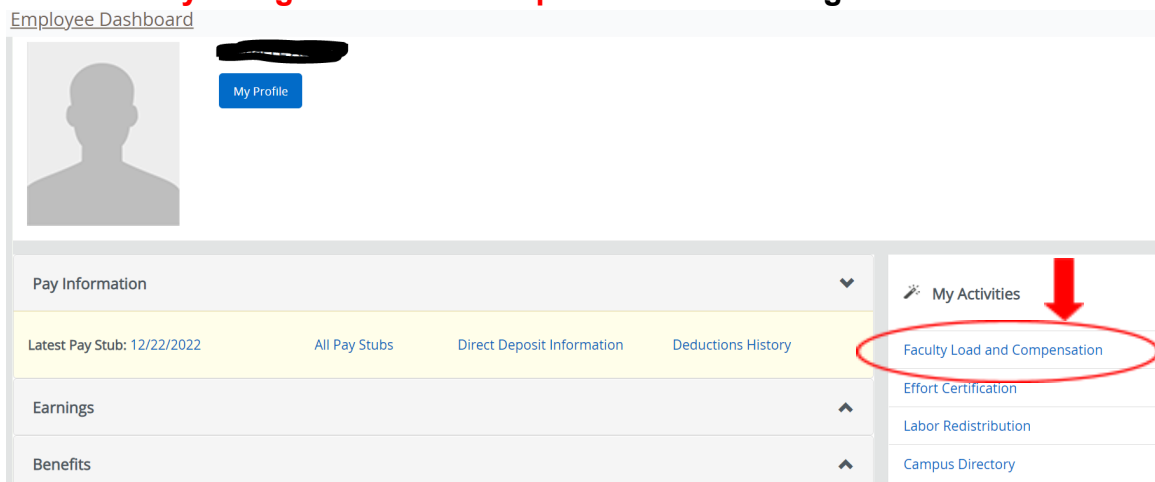 Employee Dashboard
My Profile
Pay Information
Latest Pay Stub: 12/22/2022 All Pay Stubs Direct Deposit Information Deductions History
Earnings
Benefits
My Activities
Faculty Load and Compensation
Effort Certification
Labor Redistribution
Campus Directory